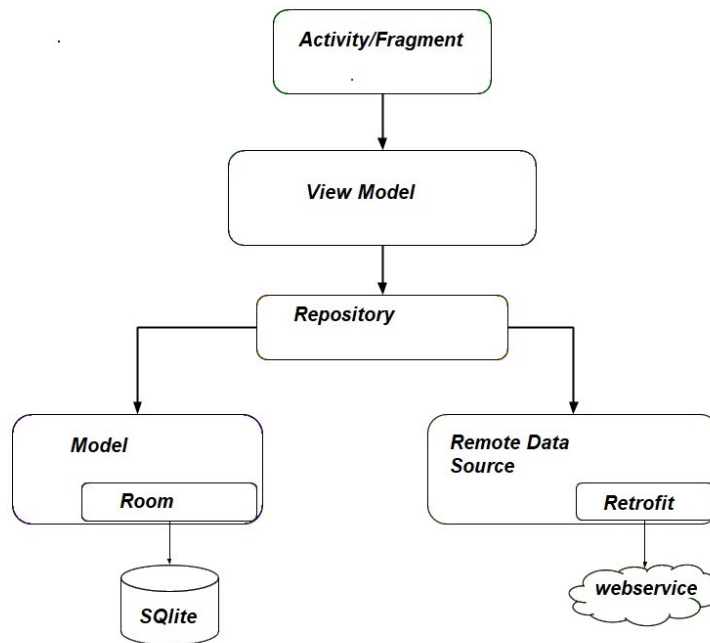 Activity/Fragment
View Model
Repository
Model
Room
Remote Data
Source
Retrofit
SQlite
webservice